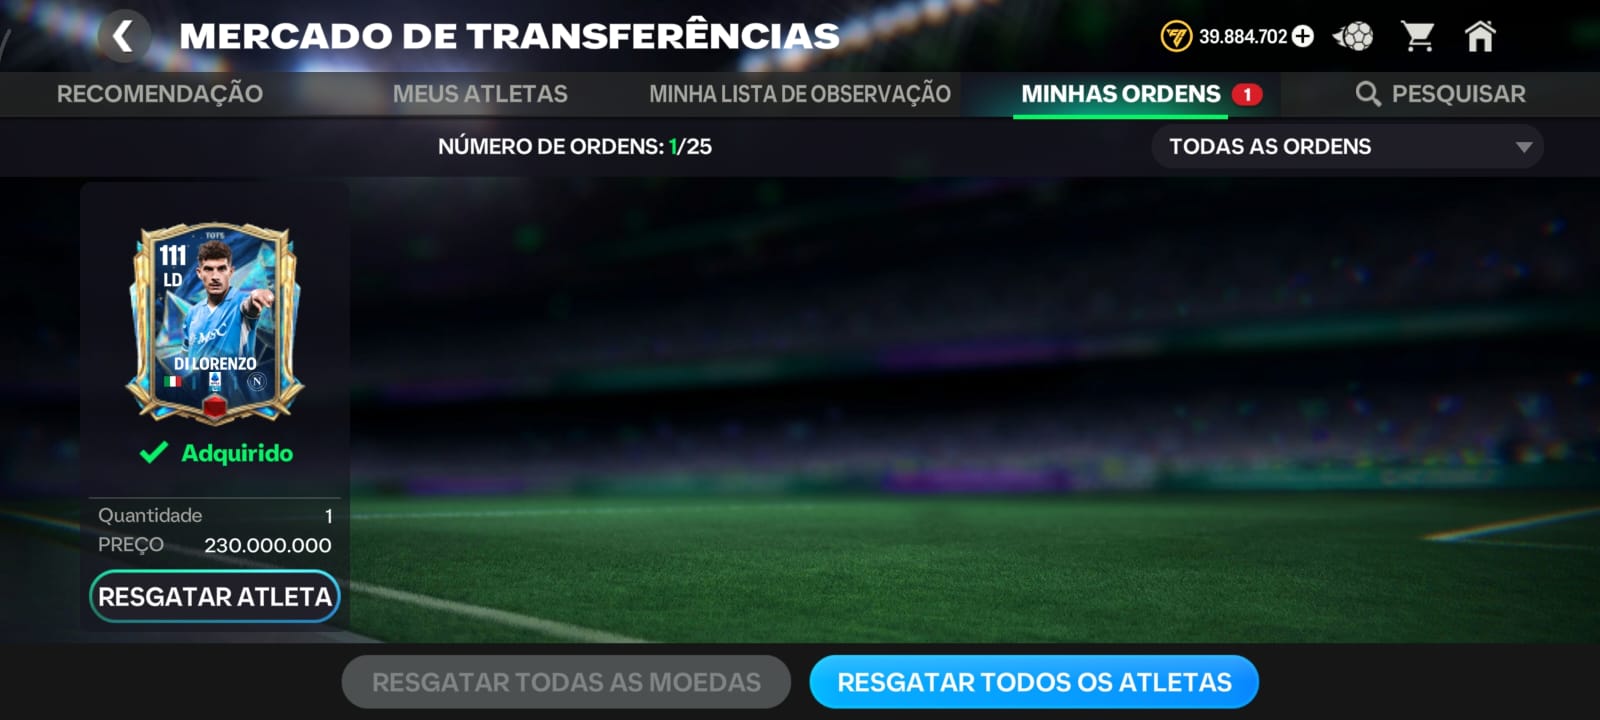 MERCADO DE TRANSFERÊNCIAS
39.884.702
RECOMENDAÇÃO
MEUS ATLETAS
MINHA LISTA DE OBSERVAÇÃO
MINHAS ORDENS 1
PESQUISAR
NÚMERO DE ORDENS: 1/25
TODAS AS ORDENS
TOTS
111
LD
MSC
DI LORENZO
N
Adquirido
Quantidade 1
PREÇO 230.000.000
RESGATAR ATLETA
RESGATAR TODAS AS MOEDAS
RESGATAR TODOS OS ATLETAS